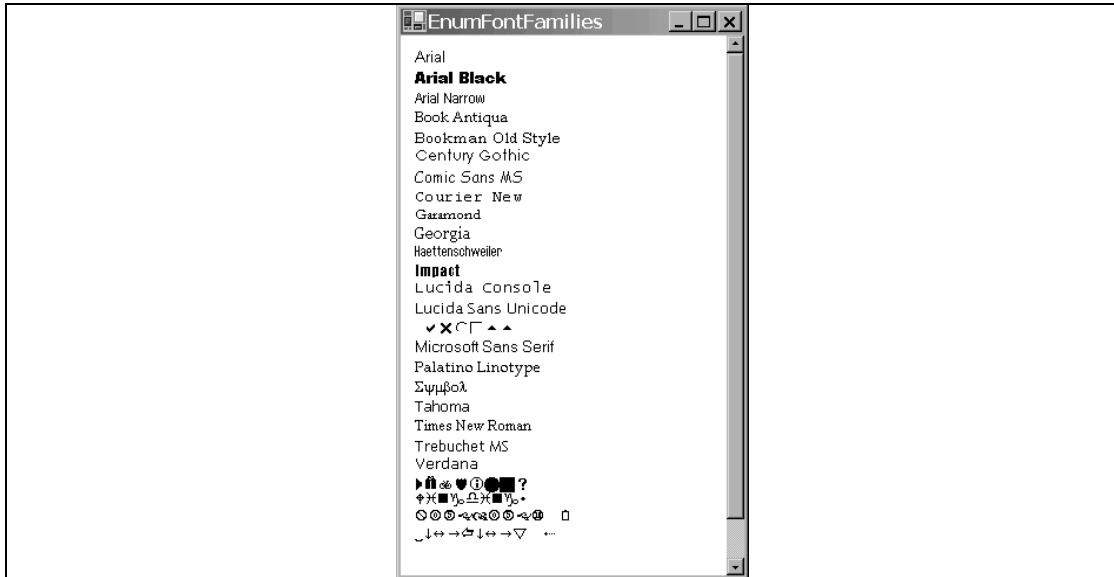 EnumFontFamilies
Arial
Arial Black
Arial Narrow
Book Antiqua
Bookman Old Style
Century Gothic
Comic Sans MS
Courier New
Garamond
Georgia
Haettenschweiler
Impact
Lucida Console
Lucida Sans Unicode
Microsoft Sans Serif
Palatino Linotype
Σψμβολ
Tahoma
Times New Roman
Trebuchet MS
Verdana